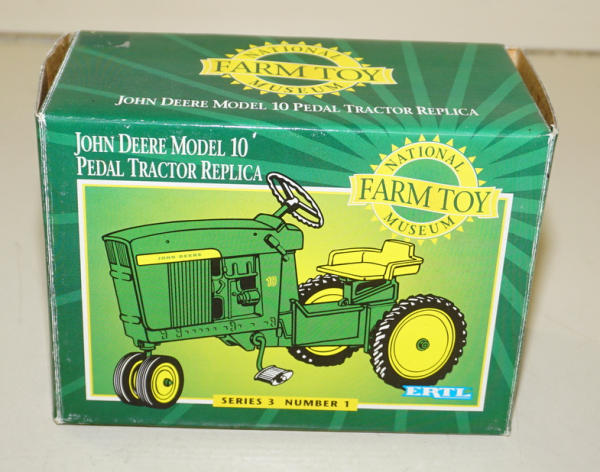 NATIONAL
FARM TOY
MUSEUM
JOHN DEERE MODEL 10 PEDAL TRACTOR REPLICA
JOHN DEERE MODEL 10
PEDAL TRACTOR REPLICA
NATIONAL
FARM TOY
MUSEUM
JOHN DEERE
10
ERTL
SERIES 3 NUMBER 1